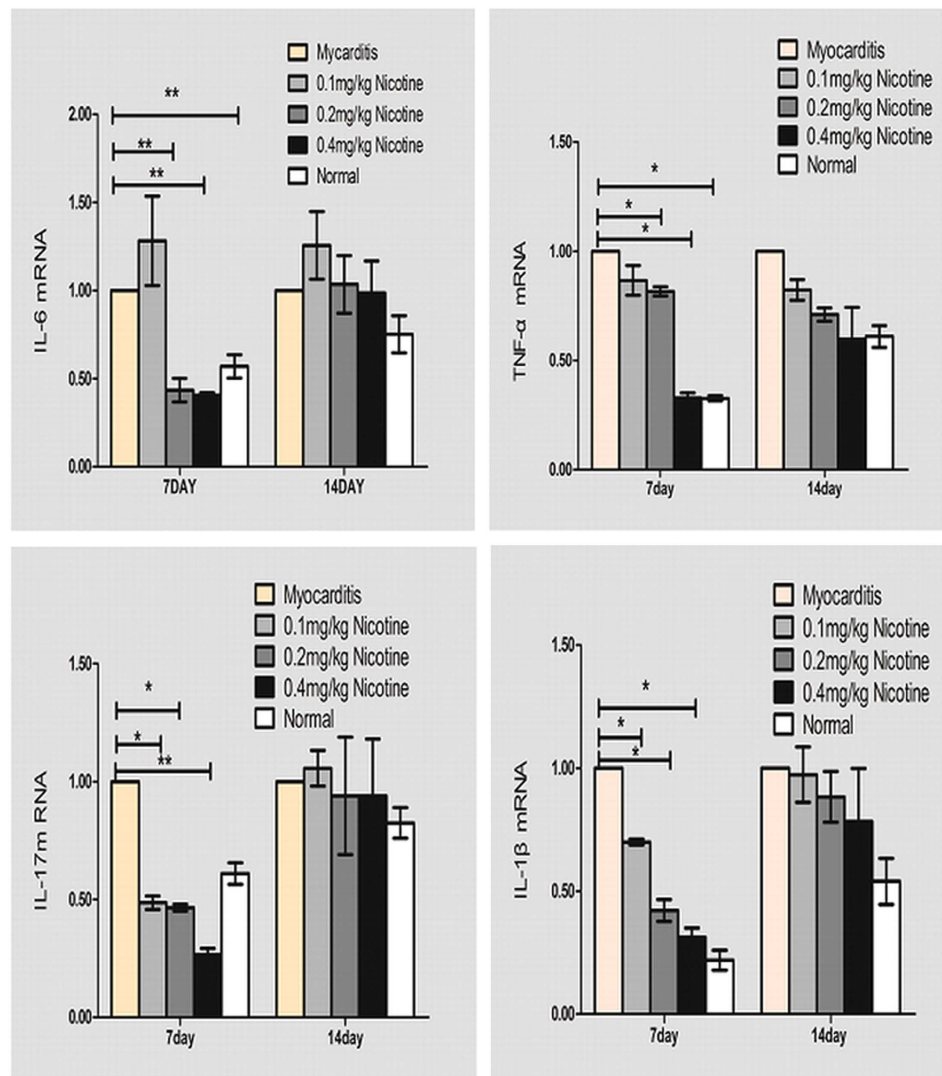 Mycarditis
0.1mg/kg Nicotine
0.2mg/kg Nicotine
0.4mg/kg Nicotine
Normal
**
**
**
2.00
1.50
1.00
0.50
0.00
IL-6 mRNA
7DAY
14DAY
Myocarditis
0.1mg/kg Nicotine
0.2mg/kg Nicotine
0.4mg/kg Nicotine
Normal
*
*
*
1.50
1.00
0.50
0.00
TNF-α mRNA
7day
14day
Myocarditis
0.1mg/kg Nicotine
0.2mg/kg Nicotine
0.4mg/kg Nicotine
Normal
*
*
**
1.50
1.00
0.50
0.00
IL-17m RNA
7day
14day
Myocarditis
0.1mg/kg Nicotine
0.2mg/kg Nicotine
0.4mg/kg Nicotine
Normal
*
*
*
1.50
1.00
0.50
0.00
IL-1β mRNA
7day
14day